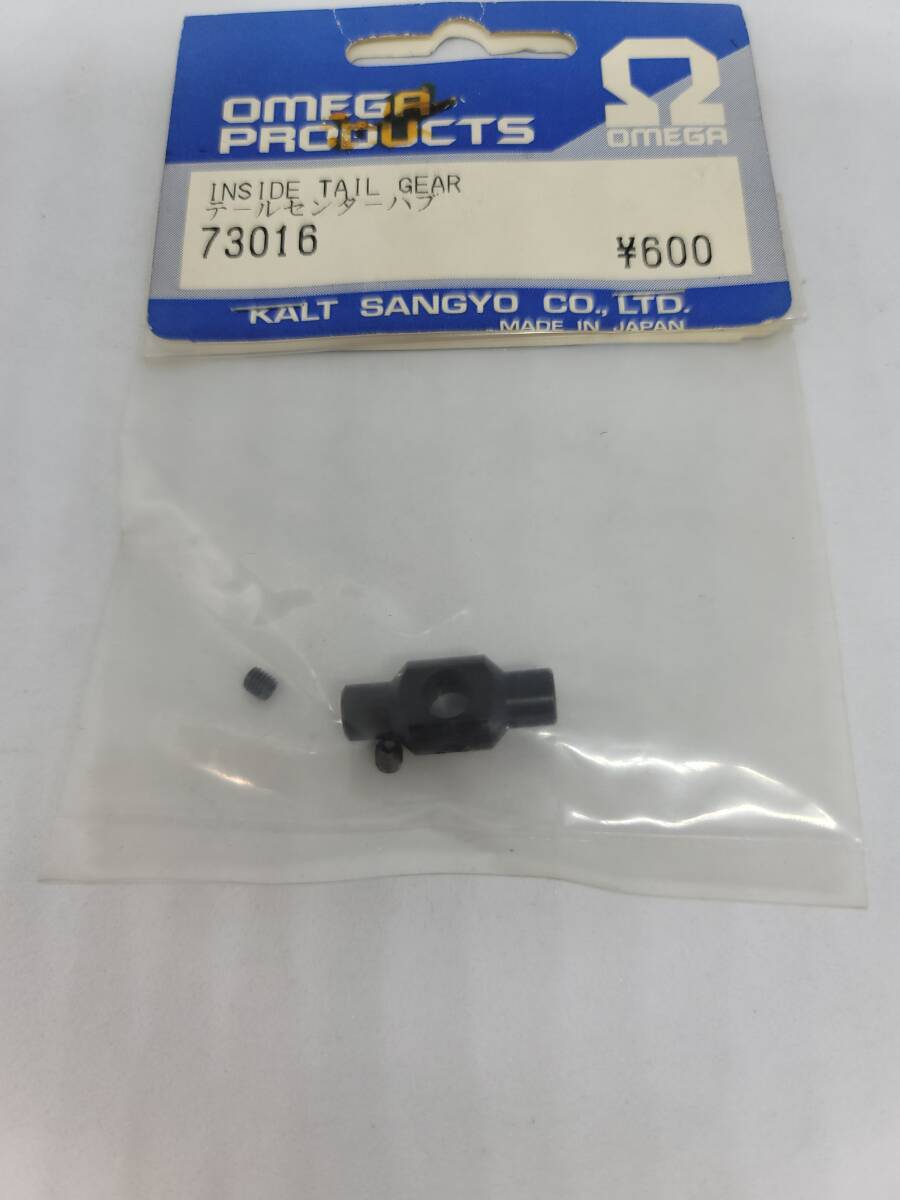 OMEGA
PRODUCTS
OMEGA
INSIDE TAIL GEAR
テールセンターハブ
73016
¥600
KALT SANGYO CO., LTD.
MADE IN JAPAN